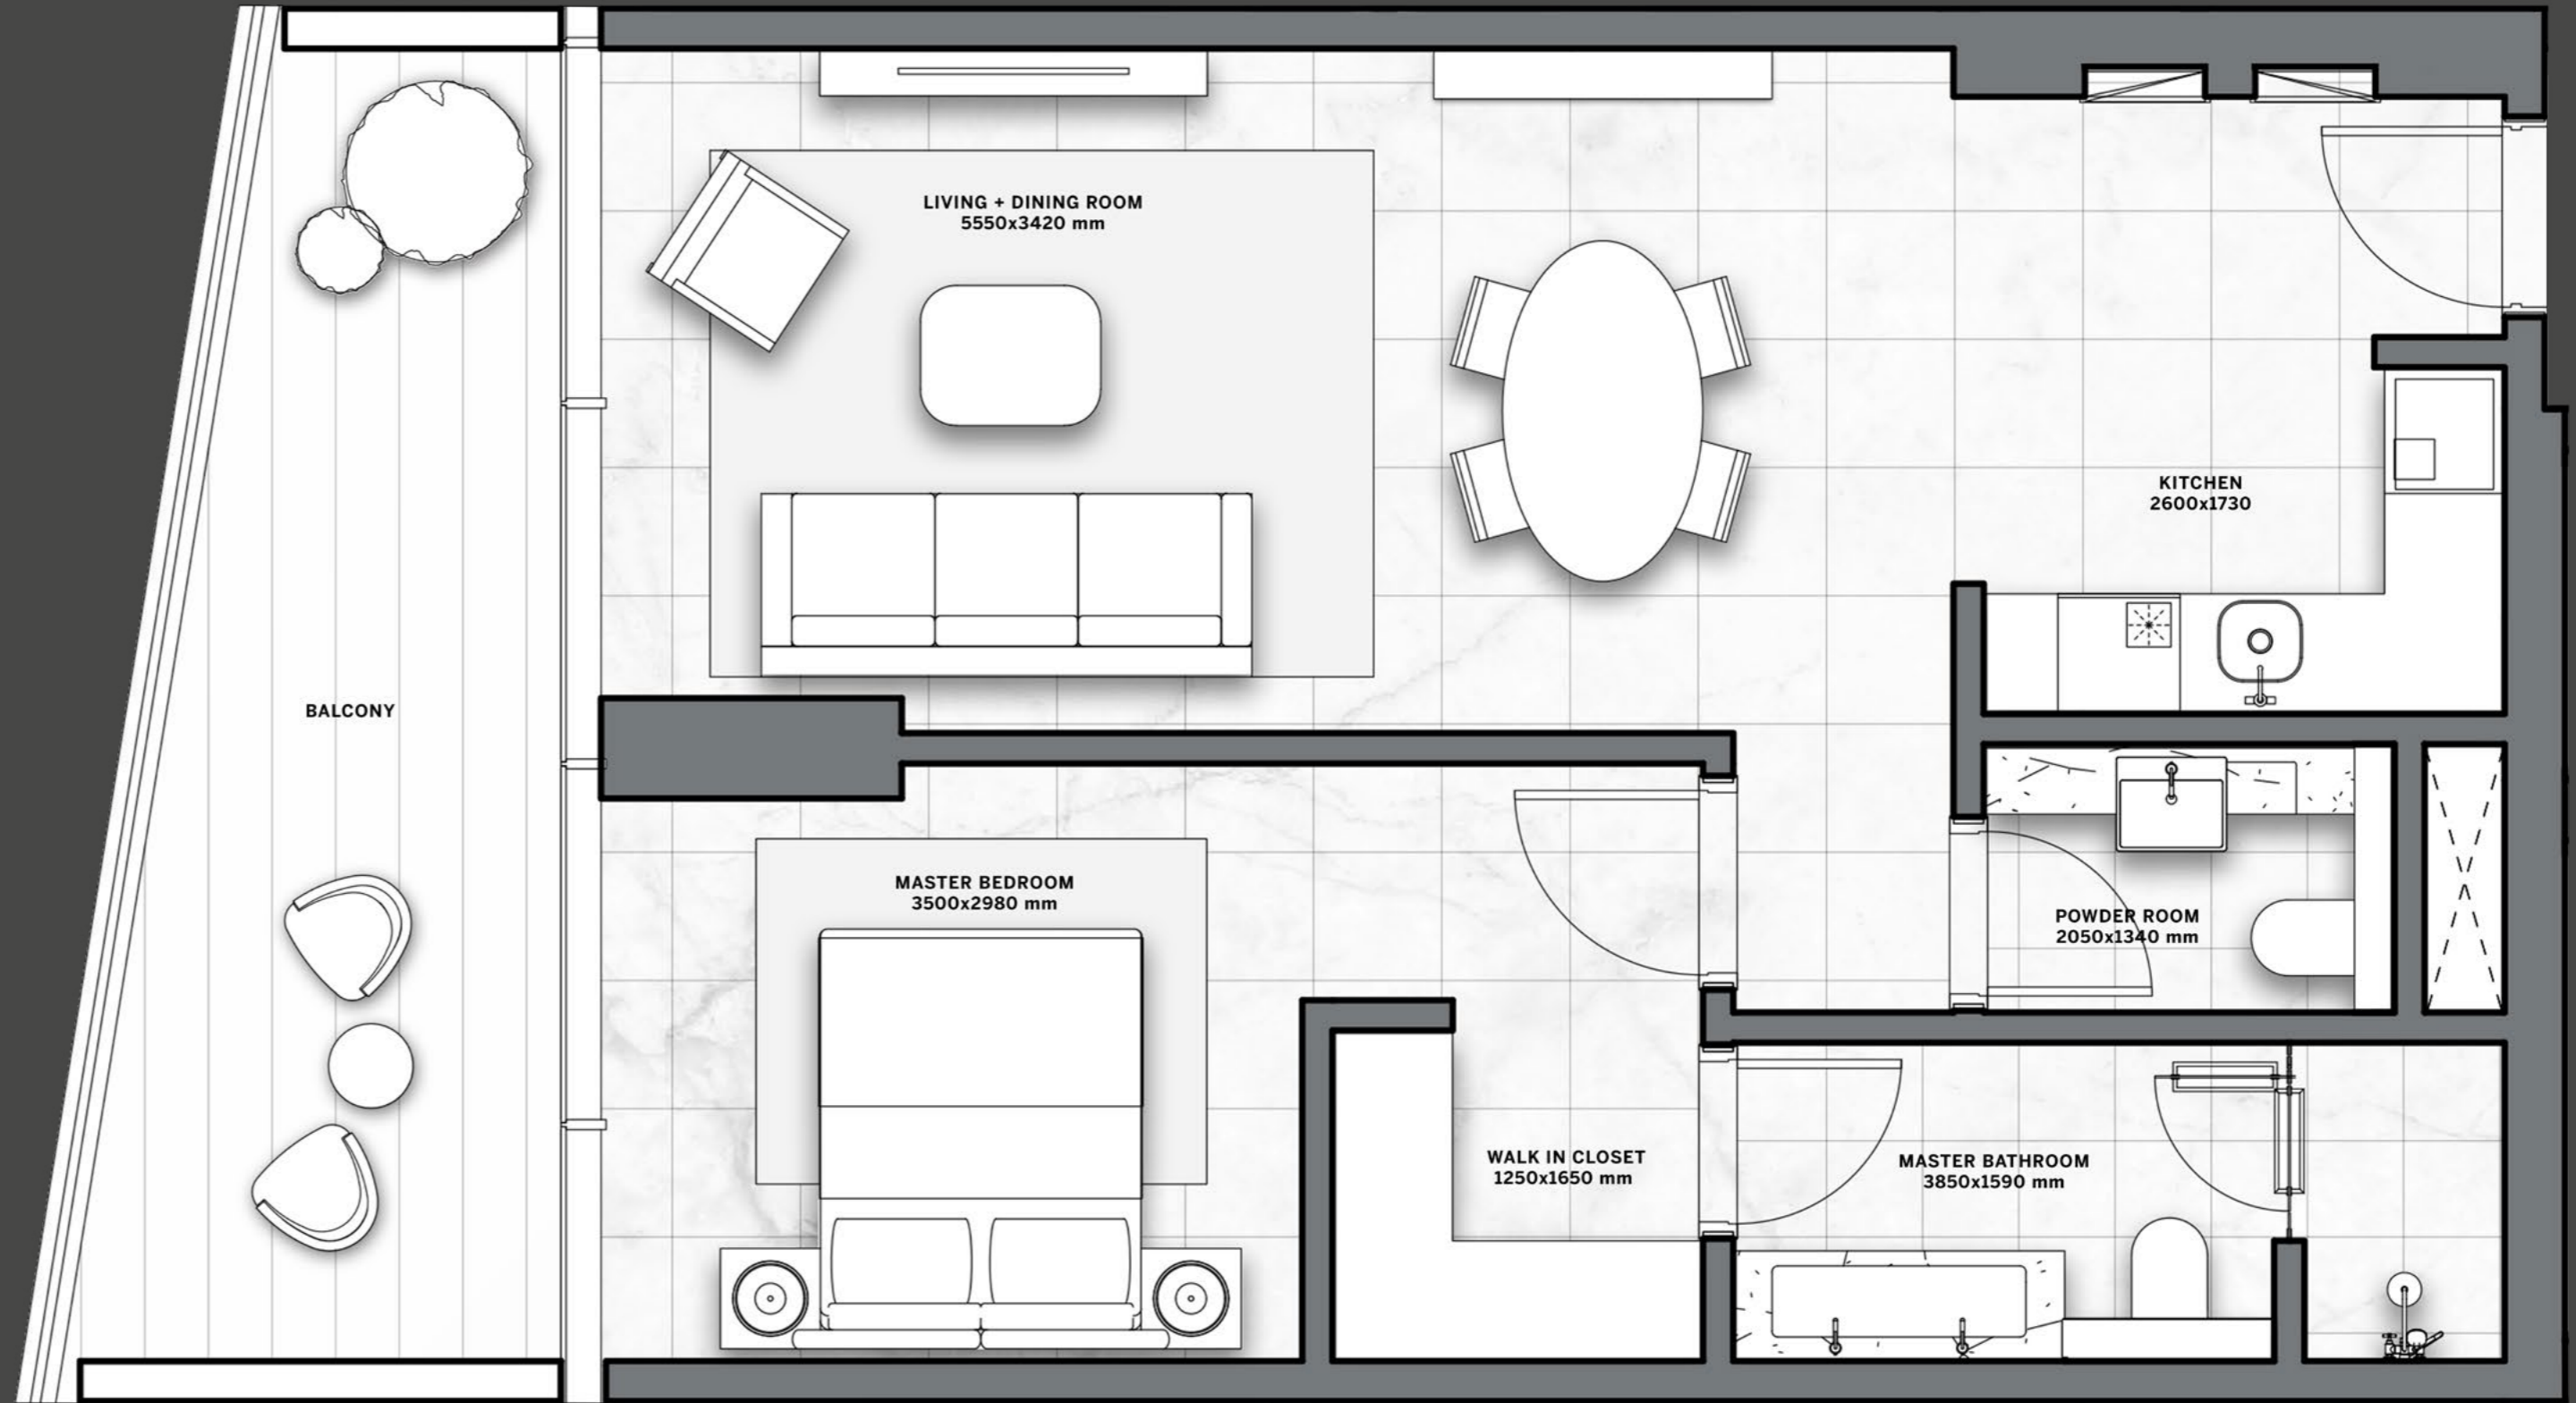 LIVING + DINING ROOM
5550x3420 mm
KITCHEN
2600x1730
BALCONY
MASTER BEDROOM
3500x2980 mm
POWDER ROOM
2050x1340 mm
WALK IN CLOSET
1250x1650 mm
MASTER BATHROOM
3850x1590 mm